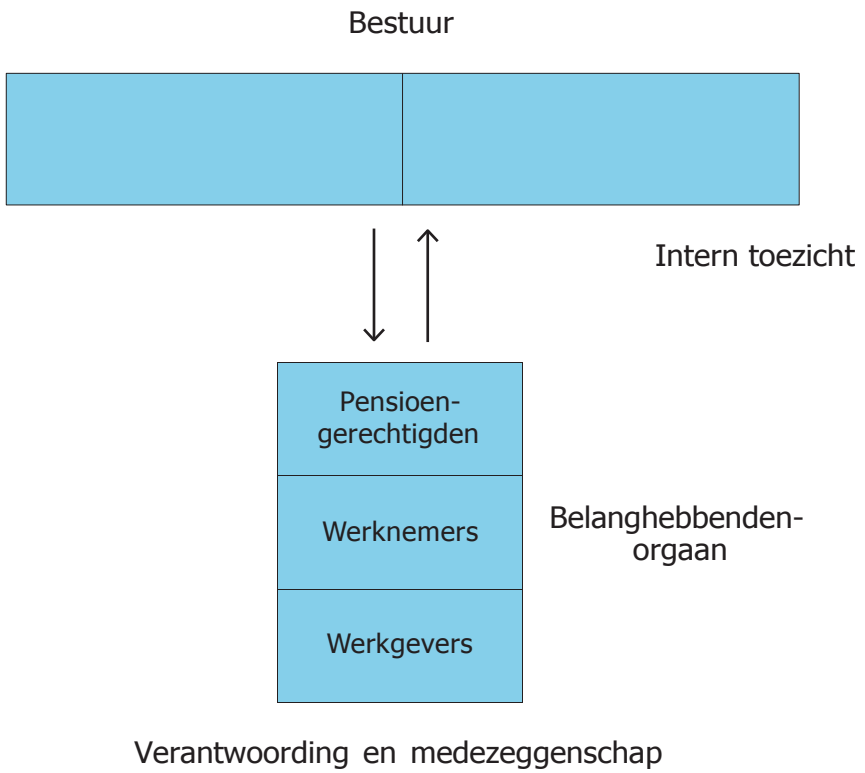 Bestuur
Intern toezicht
Pensioen-
gerechtigden
Werknemers
Belanghebbenden-
orgaan
Werkgevers
Verantwoording en medezeggenschap